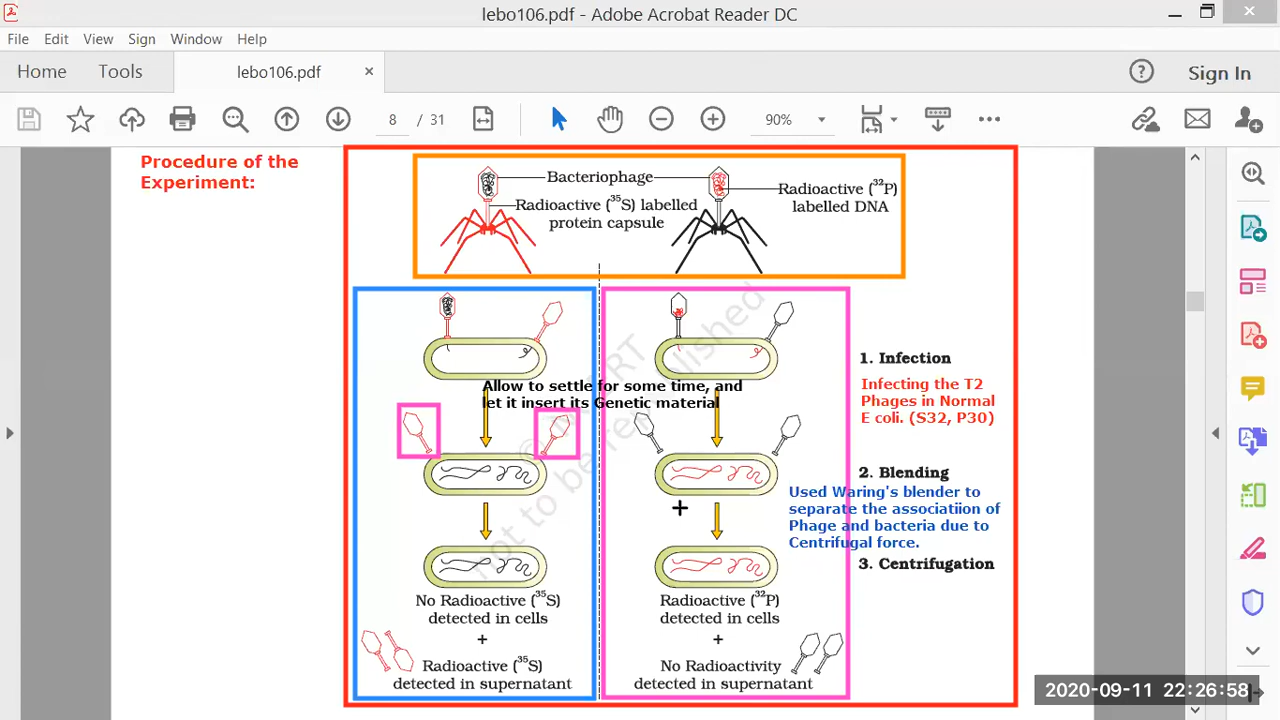 lebo106.pdf - Adobe Acrobat Reader DC
File Edit View Sign Window Help
Home Tools lebo106.pdf × Sign In
8 / 31 90%
Procedure of the
Experiment:
Bacteriophage
Radioactive (³⁵S) labelled
protein capsule
Radioactive (³²P)
labelled DNA
1. Infection
Infecting the T2
Phages in Normal
E coli. (S32, P30)
Allow to settle for some time, and
let it insert its Genetic material
2. Blending
Used Waring's blender to
separate the associatiion of
Phage and bacteria due to
Centrifugal force.
3. Centrifugation
No Radioactive (³⁵S)
detected in cells
+
Radioactive (³⁵S)
detected in supernatant
Radioactive (³²P)
detected in cells
+
No Radioactivity
detected in supernatant
not to be republished
2020-09-11 22:26:58